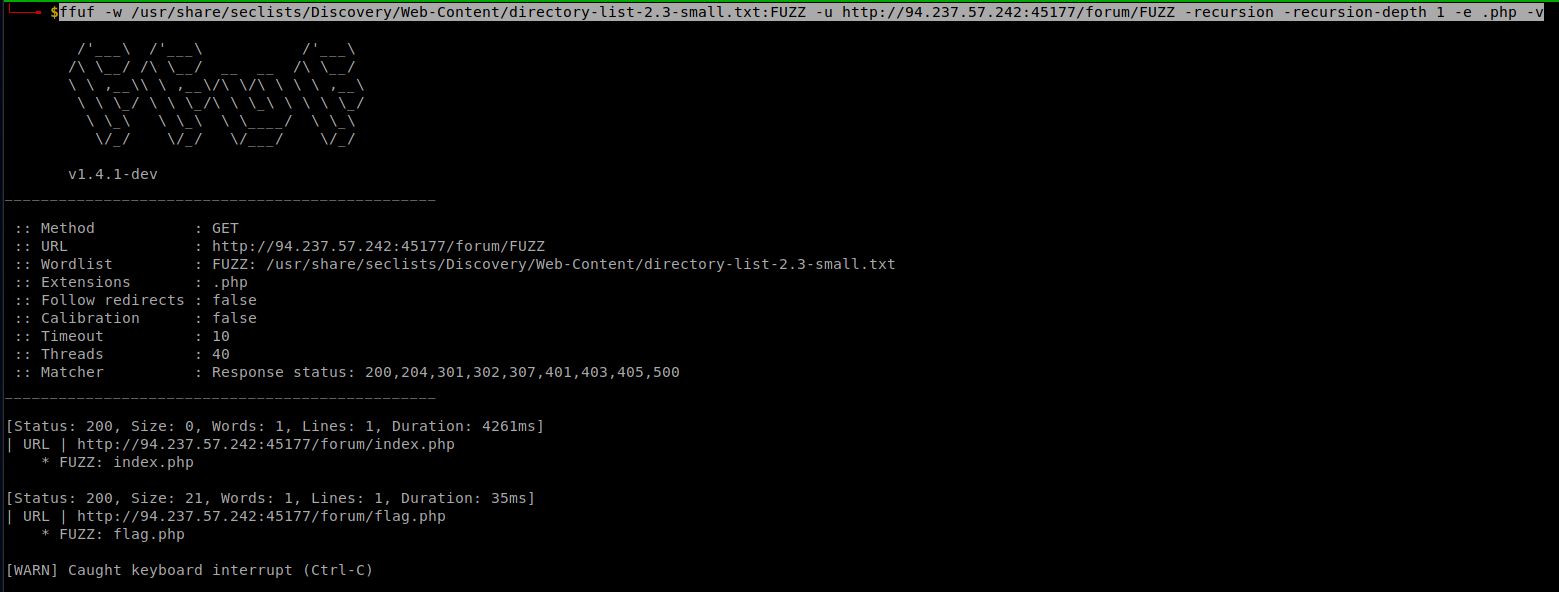 $ffuf -w /usr/share/seclists/Discovery/Web-Content/directory-list-2.3-small.txt:FUZZ -u http://94.237.57.242:45177/forum/FUZZ -recursion -recursion-depth 1 -e .php -v
        /'___\  /'___\           /'___\
       /\ \__/ /\ \__/  __  __  /\ \__/
       \ \ ,__\\ \ ,__\/\ \/\ \ \ \ ,__\
        \ \ \_/ \ \ \_/\ \ \_\ \ \ \ \_/
         \ \_\   \ \_\  \ \____/  \ \_\
          \/_/    \/_/   \/___/    \/_/
       v1.4.1-dev
________________________________________________
 :: Method           : GET
 :: URL              : http://94.237.57.242:45177/forum/FUZZ
 :: Wordlist         : FUZZ: /usr/share/seclists/Discovery/Web-Content/directory-list-2.3-small.txt
 :: Extensions       : .php
 :: Follow redirects : false
 :: Calibration      : false
 :: Timeout          : 10
 :: Threads          : 40
 :: Matcher          : Response status: 200,204,301,302,307,401,403,405,500
________________________________________________
[Status: 200, Size: 0, Words: 1, Lines: 1, Duration: 4261ms]
| URL | http://94.237.57.242:45177/forum/index.php
    * FUZZ: index.php
[Status: 200, Size: 21, Words: 1, Lines: 1, Duration: 35ms]
| URL | http://94.237.57.242:45177/forum/flag.php
    * FUZZ: flag.php
[WARN] Caught keyboard interrupt (Ctrl-C)